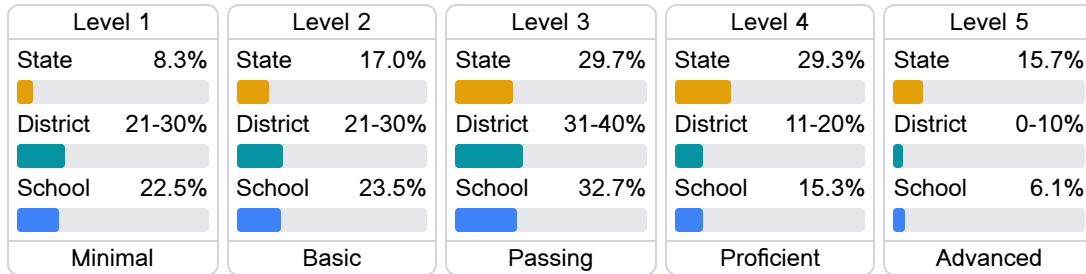 Level 1
State 8.3%
District 21-30%
School 22.5%
Minimal
Level 2
State 17.0%
District 21-30%
School 23.5%
Basic
Level 3
State 29.7%
District 31-40%
School 32.7%
Passing
Level 4
State 29.3%
District 11-20%
School 15.3%
Proficient
Level 5
State 15.7%
District 0-10%
School 6.1%
Advanced